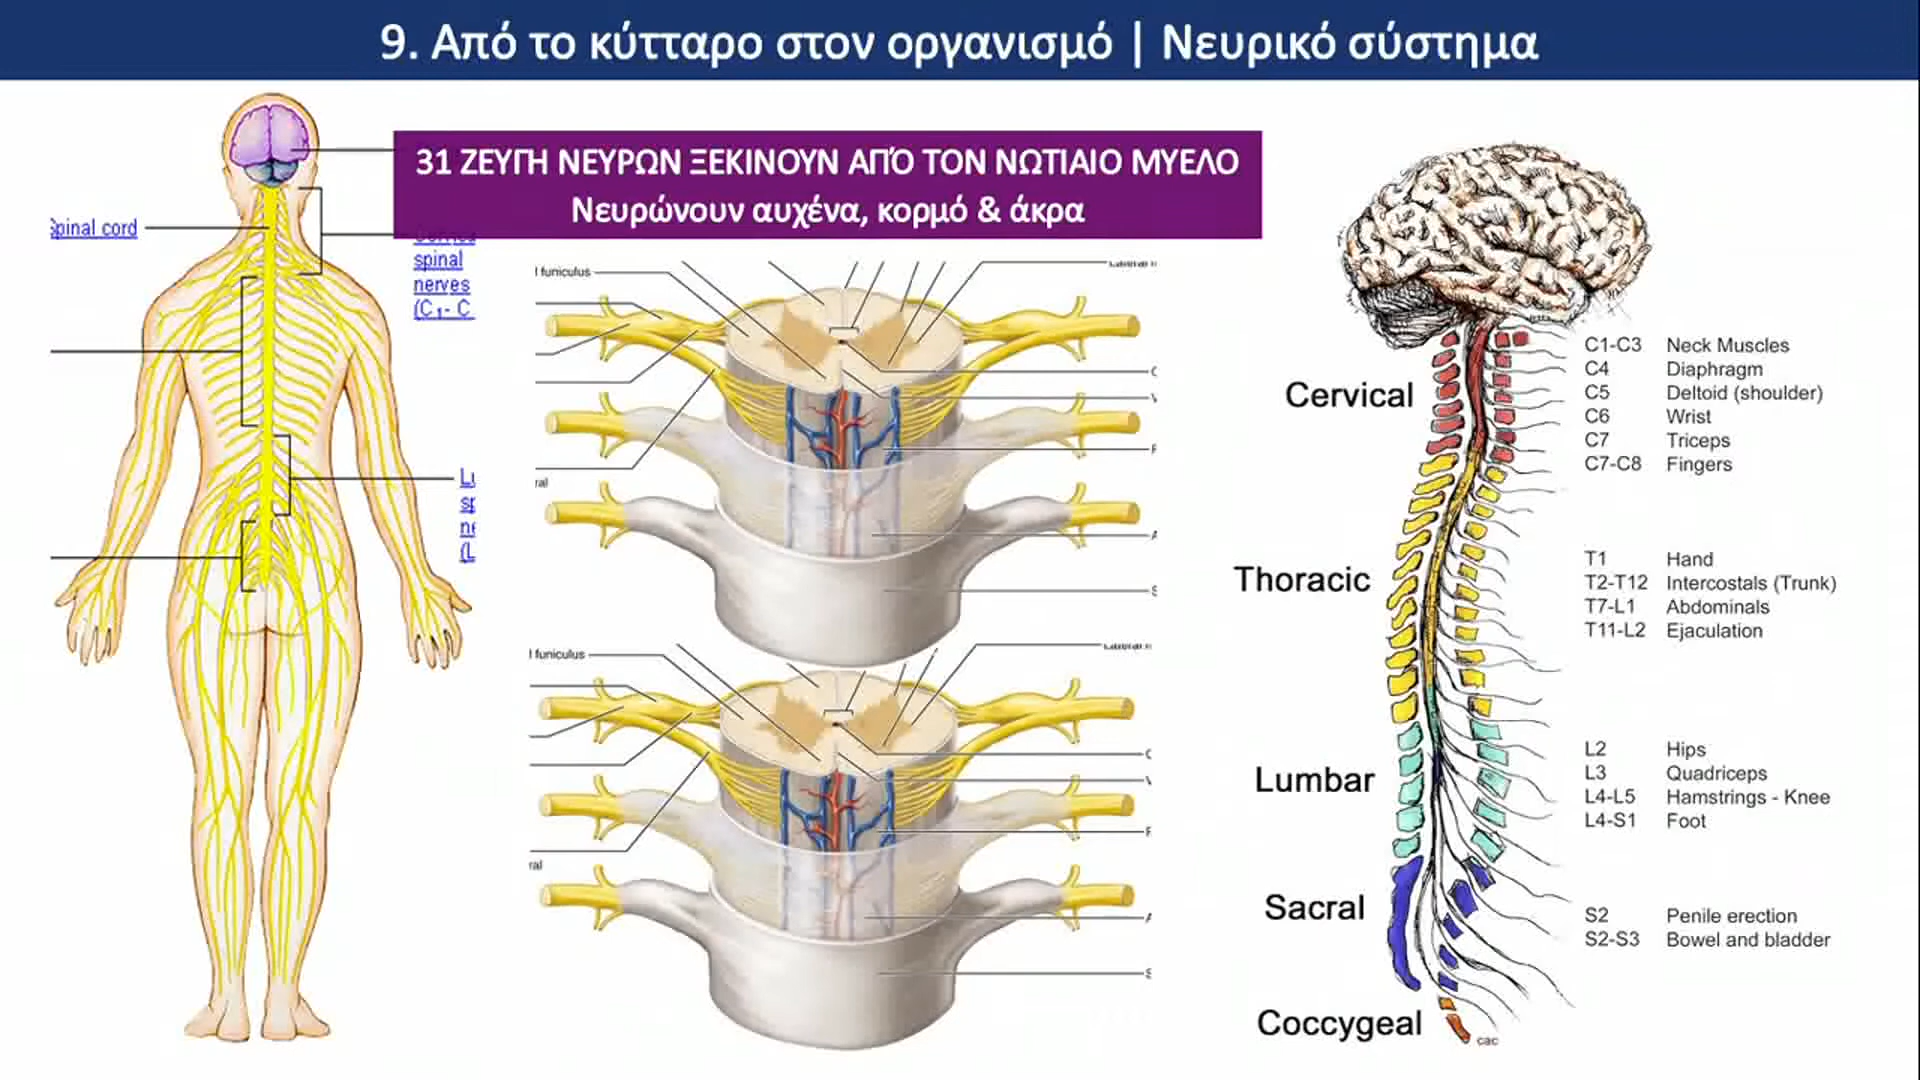 9. Από το κύτταρο στον οργανισμό | Νευρικό σύστημα
31 ΖΕΥΓΗ ΝΕΥΡΩΝ ΞΕΚΙΝΟΥΝ ΑΠΌ ΤΟΝ ΝΩΤΙΑΙΟ ΜΥΕΛΟ
Νευρώνουν αυχένα, κορμό & άκρα
Spinal cord
spinal
nerves
(C1- C
l funiculus
ral
l funiculus
ral
Cervical
C1-C3 Neck Muscles
C4 Diaphragm
C5 Deltoid (shoulder)
C6 Wrist
C7 Triceps
C7-C8 Fingers
Thoracic
T1 Hand
T2-T12 Intercostals (Trunk)
T7-L1 Abdominals
T11-L2 Ejaculation
Lumbar
L2 Hips
L3 Quadriceps
L4-L5 Hamstrings - Knee
L4-S1 Foot
Sacral
S2 Penile erection
S2-S3 Bowel and bladder
Coccygeal
cac